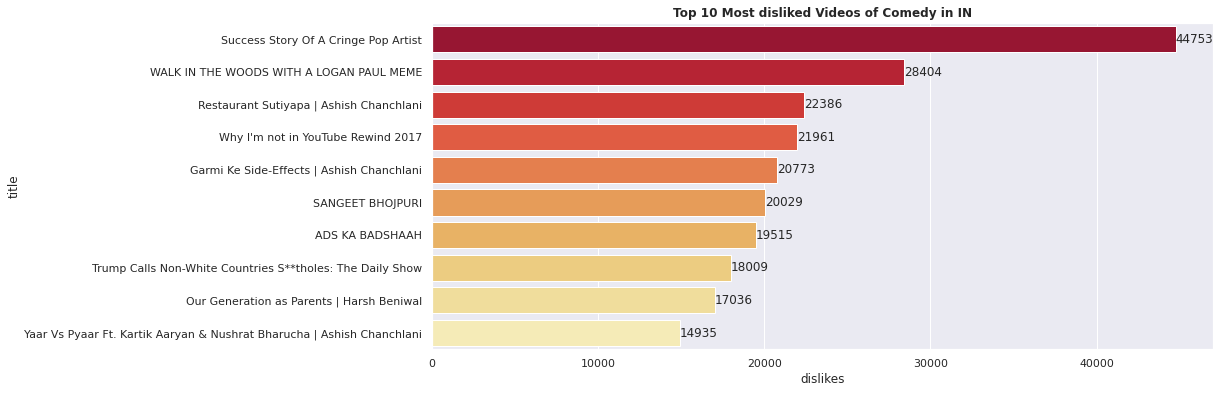 Top 10 Most disliked Videos of Comedy in IN
Success Story Of A Cringe Pop Artist
44753
WALK IN THE WOODS WITH A LOGAN PAUL MEME
28404
Restaurant Sutiyapa | Ashish Chanchlani
22386
Why I'm not in YouTube Rewind 2017
21961
Garmi Ke Side-Effects | Ashish Chanchlani
20773
SANGEET BHOJPURI
20029
ADS KA BADSHAAH
19515
Trump Calls Non-White Countries S**tholes: The Daily Show
18009
Our Generation as Parents | Harsh Beniwal
17036
Yaar Vs Pyaar Ft. Kartik Aaryan & Nushrat Bharucha | Ashish Chanchlani
14935
title
0 10000 20000 30000 40000
dislikes